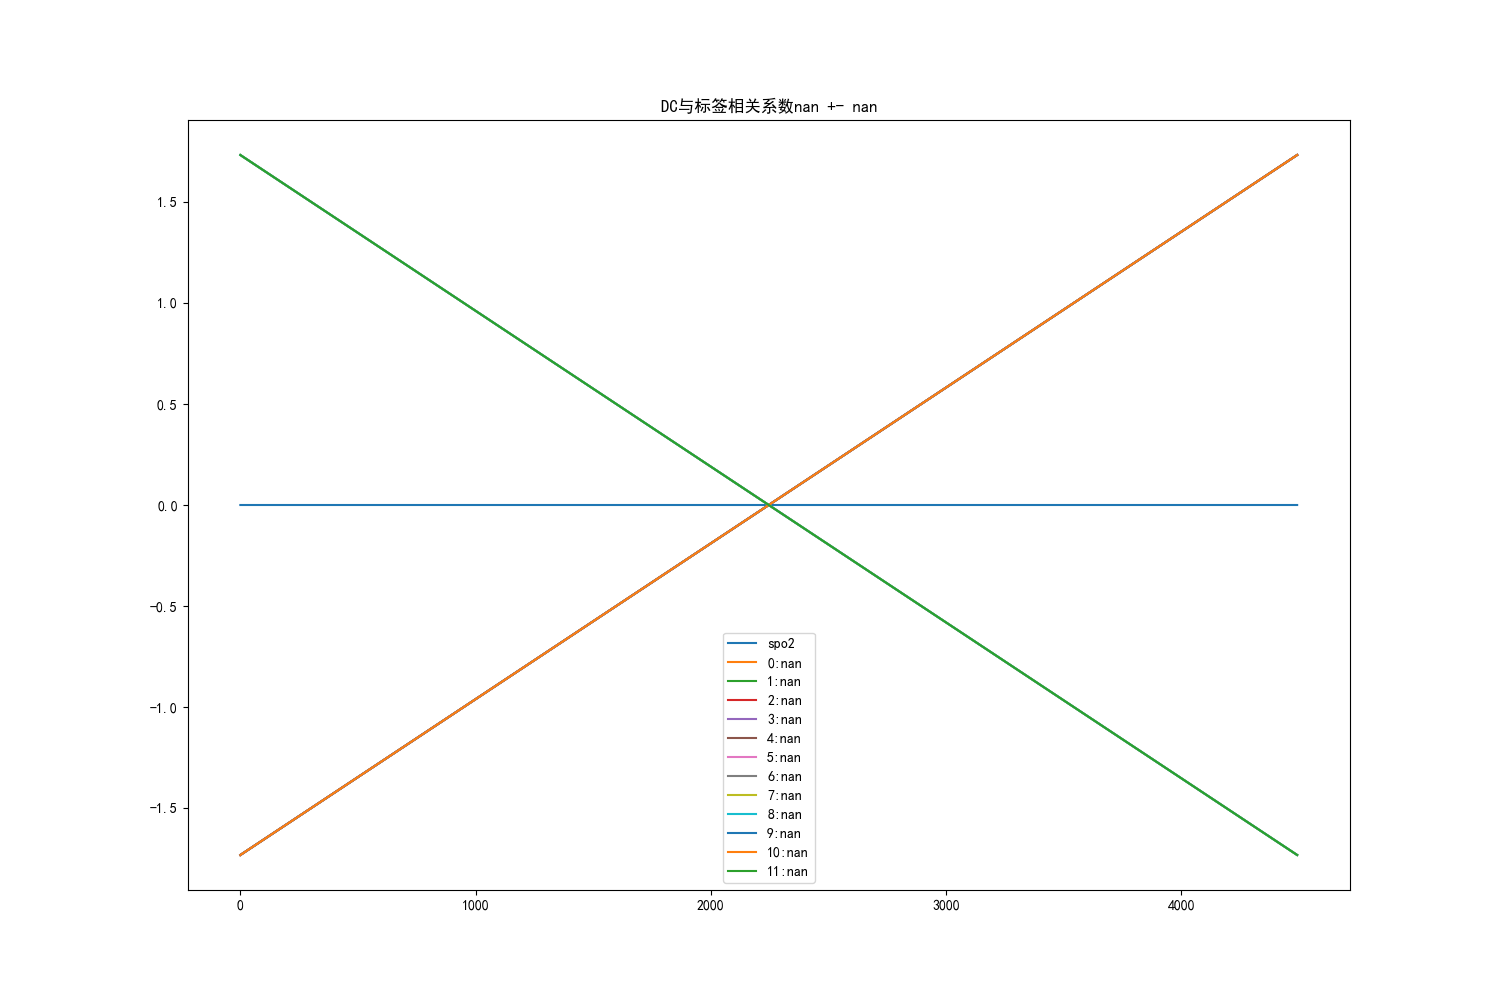 DC与标签相关系数nan +- nan
1.5
1.0
0.5
0.0
-0.5
-1.0
-1.5
spo2
0:nan
1:nan
2:nan
3:nan
4:nan
5:nan
6:nan
7:nan
8:nan
9:nan
10:nan
11:nan
0 1000 2000 3000 4000